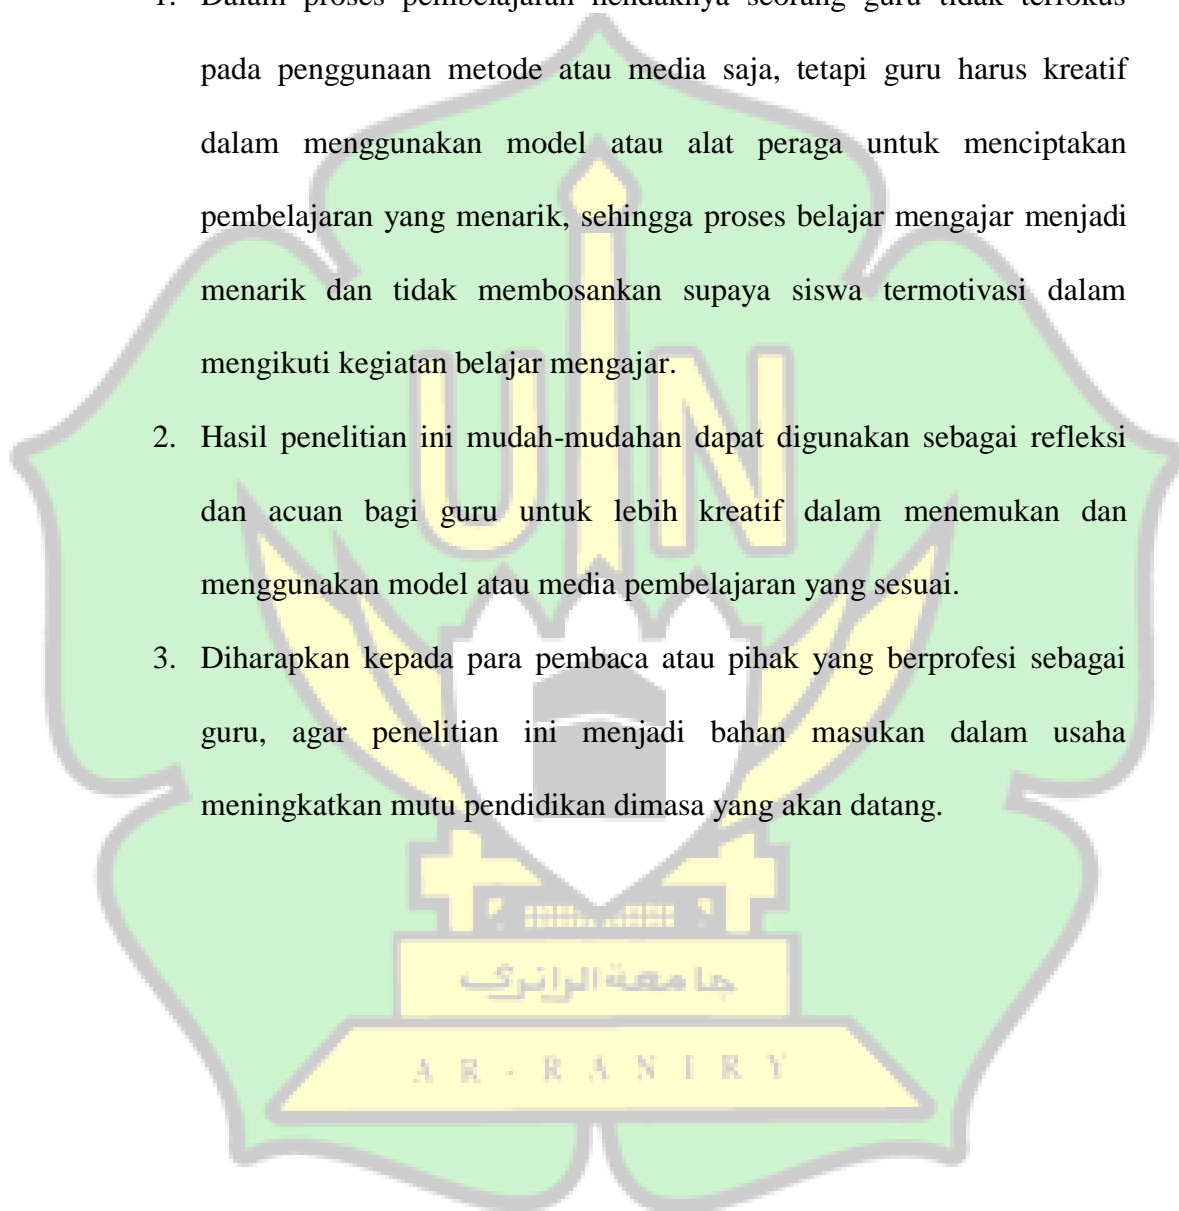 1. Dalam proses pembelajaran hendaknya seorang guru tidak terfokus
pada penggunaan metode atau media saja, tetapi guru harus kreatif
dalam menggunakan model atau alat peraga untuk menciptakan
pembelajaran yang menarik, sehingga proses belajar mengajar menjadi
menarik dan tidak membosankan supaya siswa termotivasi dalam
mengikuti kegiatan belajar mengajar.
2. Hasil penelitian ini mudah-mudahan dapat digunakan sebagai refleksi
dan acuan bagi guru untuk lebih kreatif dalam menemukan dan
menggunakan model atau media pembelajaran yang sesuai.
3. Diharapkan kepada para pembaca atau pihak yang berprofesi sebagai
guru, agar penelitian ini menjadi bahan masukan dalam usaha
meningkatkan mutu pendidikan dimasa yang akan datang.
UIN
جامعة الرانري
AR-RANIRY